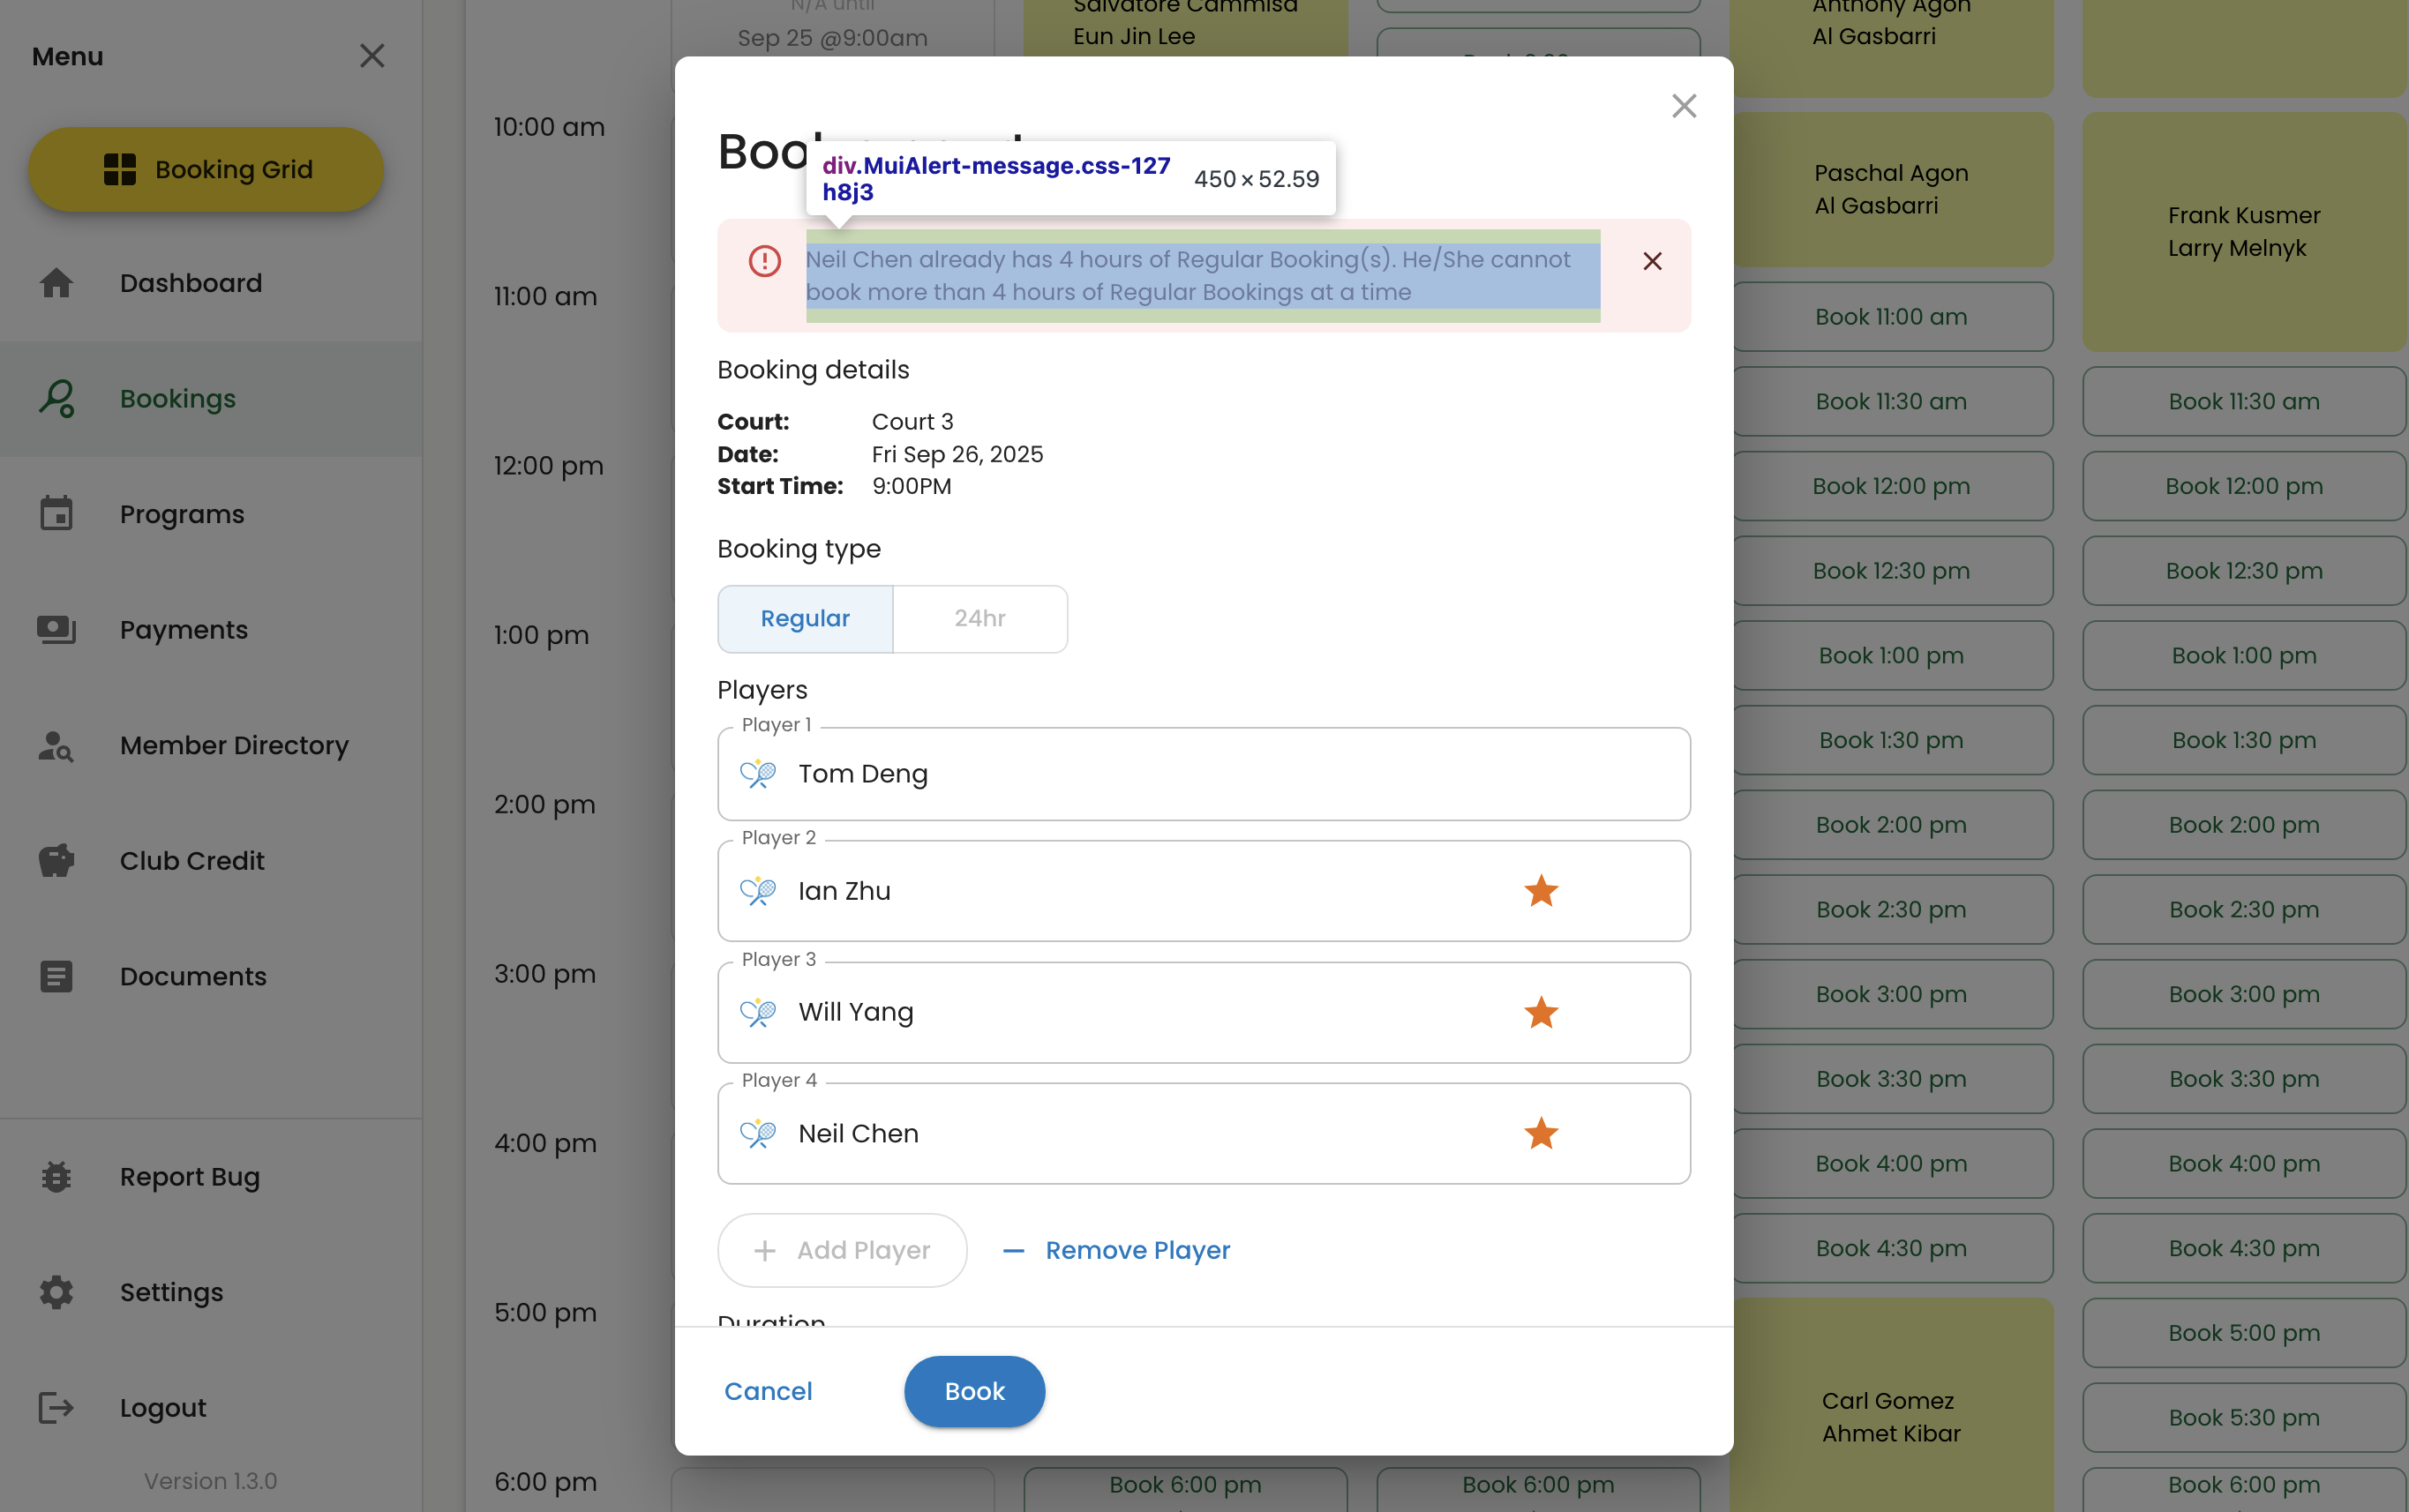 Menu
Booking Grid
Dashboard
Bookings
Programs
Payments
Member Directory
Club Credit
Documents
Report Bug
Settings
Logout
Version 1.3.0
10:00 am
11:00 am
12:00 pm
1:00 pm
2:00 pm
3:00 pm
4:00 pm
5:00 pm
6:00 pm
N/A until
Sep 25 @9:00am
Salvatore Cammisa
Eun Jin Lee
div.MuiAlert-message.css-127
h8j3
450 × 52.59
Neil Chen already has 4 hours of Regular Booking(s). He/She cannot
book more than 4 hours of Regular Bookings at a time
Booking details
Court: Court 3
Date: Fri Sep 26, 2025
Start Time: 9:00PM
Booking type
Regular 24hr
Players
Player 1
Tom Deng
Player 2
Ian Zhu
Player 3
Will Yang
Player 4
Neil Chen
Add Player
Remove Player
Duration
Cancel
Book
Book 6:00 pm
Book 6:00 pm
Anthony Agon
Al Gasbarri
Paschal Agon
Al Gasbarri
Book 11:00 am
Book 11:30 am
Book 12:00 pm
Book 12:30 pm
Book 1:00 pm
Book 1:30 pm
Book 2:00 pm
Book 2:30 pm
Book 3:00 pm
Book 3:30 pm
Book 4:00 pm
Book 4:30 pm
Carl Gomez
Ahmet Kibar
Frank Kusmer
Larry Melnyk
Book 11:30 am
Book 12:00 pm
Book 12:30 pm
Book 1:00 pm
Book 1:30 pm
Book 2:00 pm
Book 2:30 pm
Book 3:00 pm
Book 3:30 pm
Book 4:00 pm
Book 4:30 pm
Book 5:00 pm
Book 5:30 pm
Book 6:00 pm